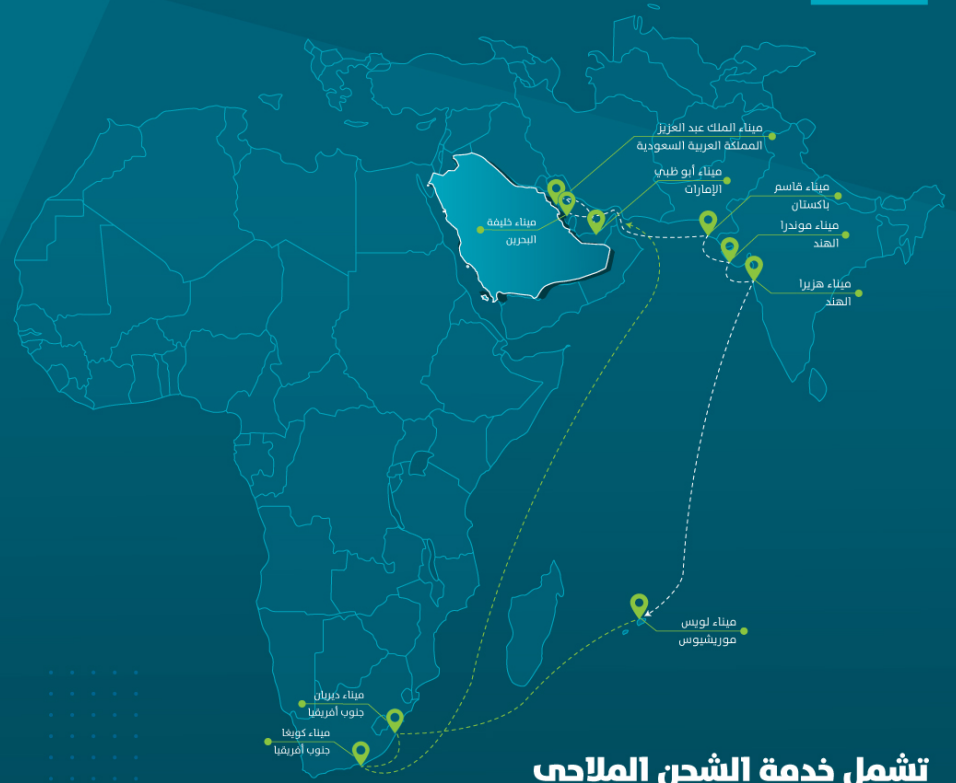 ميناء الملك عبد العزيز
المملكة العربية السعودية
ميناء أبو ظبي
الإمارات
ميناء قاسم
باكستان
ميناء خليفة
البحرين
ميناء موندرا
الهند
ميناء هزيرا
الهند
ميناء لويس
موريشيوس
ميناء ديربان
جنوب أفريقيا
ميناء كويغا
جنوب أفريقيا
تشمل خدمة الشحن الملاحي